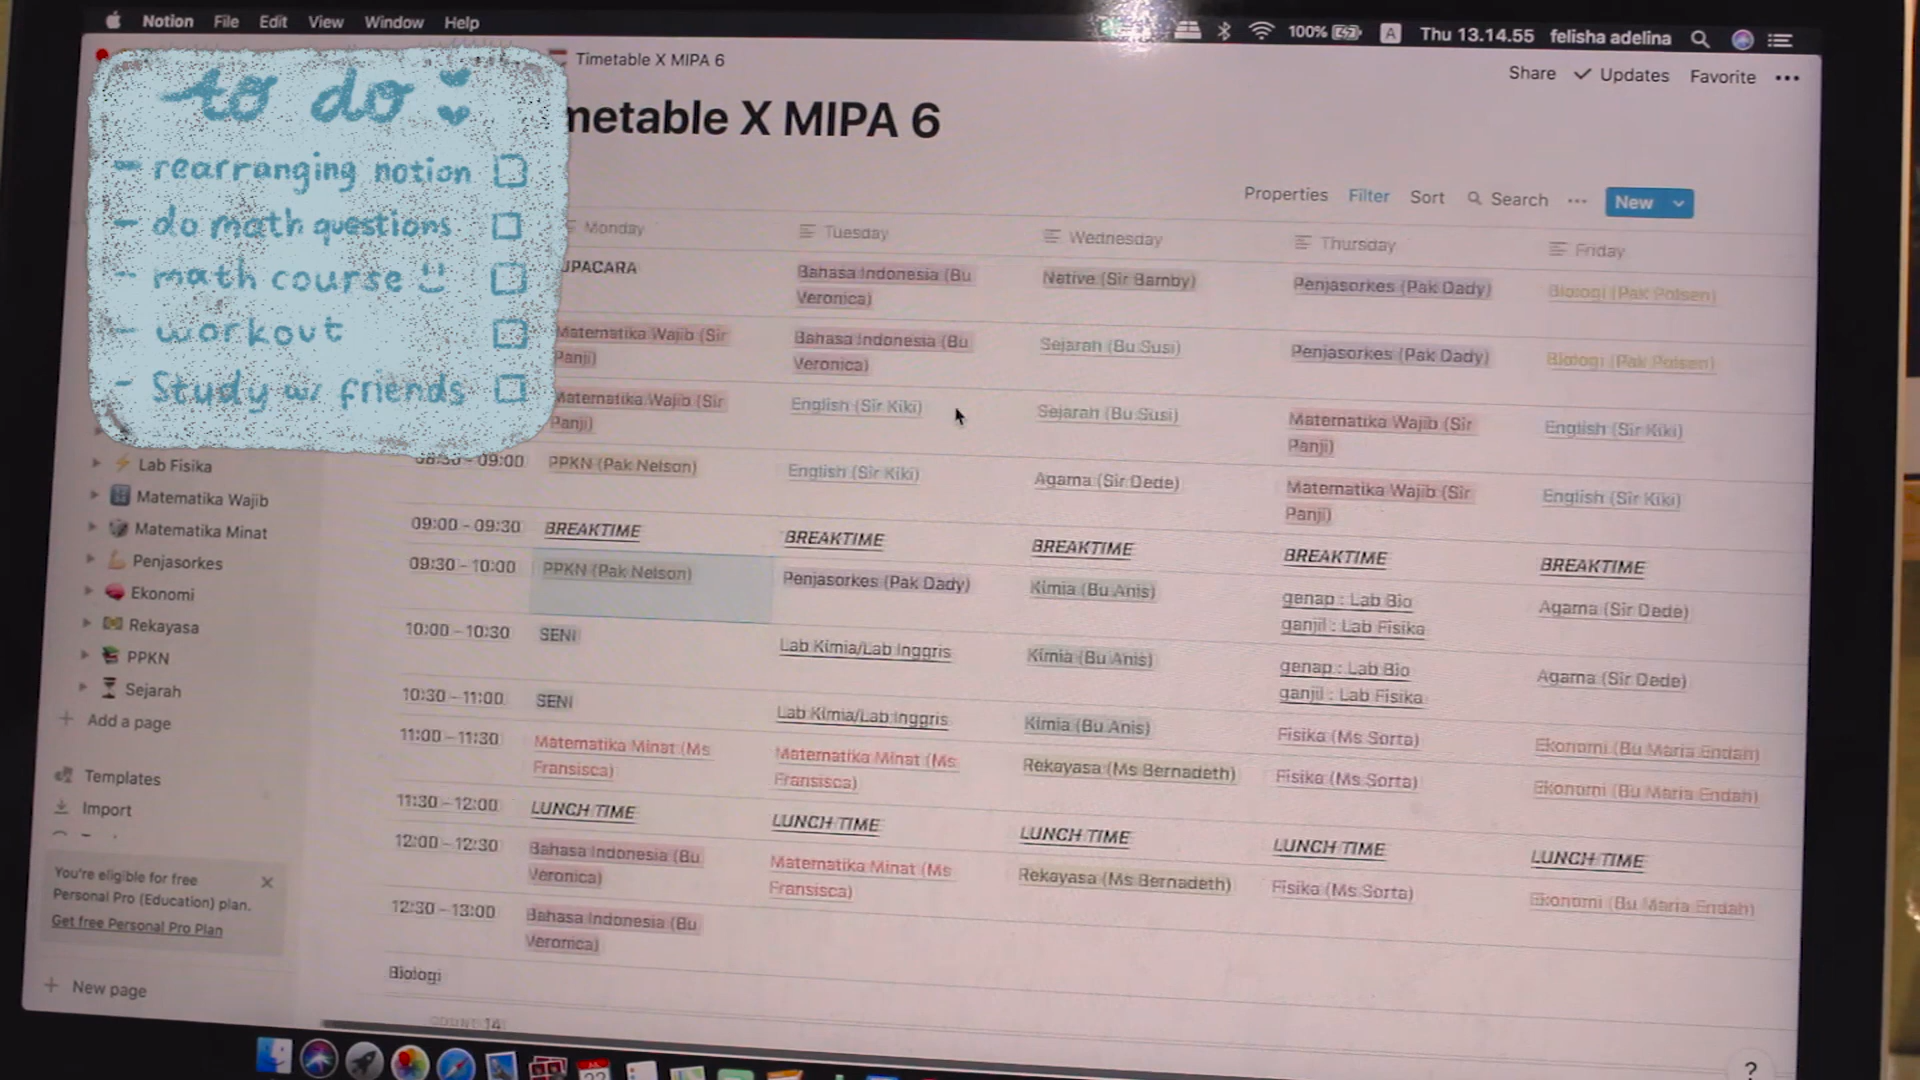 Notion File Edit View Window Help
100% A Thu 13.14.55 felisha adelina
Timetable X MIPA 6
Share Updates Favorite
metable X MIPA 6
to do
- rearranging notion
- do math questions
- math course
- workout
- Study w/ friends
Properties Filter Sort Search New
Monday Tuesday Wednesday Thursday Friday
UPACARA
Bahasa Indonesia (Bu Veronica)
Native (Sir Bamby)
Penjasorkes (Pak Dady)
Biologi (Pak Polsen)
Matematika Wajib (Sir Panji)
Bahasa Indonesia (Bu Veronica)
Sejarah (Bu Susi)
Penjasorkes (Pak Dady)
Biologi (Pak Polsen)
Matematika Wajib (Sir Panji)
English (Sir Kiki)
Sejarah (Bu Susi)
Matematika Wajib (Sir Panji)
English (Sir Kiki)
08:30 - 09:00
PPKN (Pak Nelson)
English (Sir Kiki)
Agama (Sir Dede)
Matematika Wajib (Sir Panji)
English (Sir Kiki)
09:00 - 09:30
BREAKTIME
BREAKTIME
BREAKTIME
BREAKTIME
BREAKTIME
09:30 - 10:00
PPKN (Pak Nelson)
Penjasorkes (Pak Dady)
Kimia (Bu Anis)
genap : Lab Bio
ganjil : Lab Fisika
Agama (Sir Dede)
10:00 - 10:30
SENI
Lab Kimia/Lab Inggris
Kimia (Bu Anis)
genap : Lab Bio
ganjil : Lab Fisika
Agama (Sir Dede)
10:30 - 11:00
SENI
Lab Kimia/Lab Inggris
Kimia (Bu Anis)
Fisika (Ms Sorta)
Ekonomi (Bu Maria Endah)
11:00 - 11:30
Matematika Minat (Ms Fransisca)
Matematika Minat (Ms Fransisca)
Rekayasa (Ms Bernadeth)
Fisika (Ms Sorta)
Ekonomi (Bu Maria Endah)
11:30 - 12:00
LUNCH TIME
LUNCH TIME
LUNCH TIME
LUNCH TIME
LUNCH TIME
12:00 - 12:30
Bahasa Indonesia (Bu Veronica)
Matematika Minat (Ms Fransisca)
Rekayasa (Ms Bernadeth)
Fisika (Ms Sorta)
Ekonomi (Bu Maria Endah)
12:30 - 13:00
Bahasa Indonesia (Bu Veronica)
Biologi
COUNT 14
Lab Fisika
Matematika Wajib
Matematika Minat
Penjasorkes
Ekonomi
Rekayasa
PPKN
Sejarah
+ Add a page
Templates
Import
You're eligible for free
Personal Pro (Education) plan.
Get free Personal Pro Plan
+ New page
?